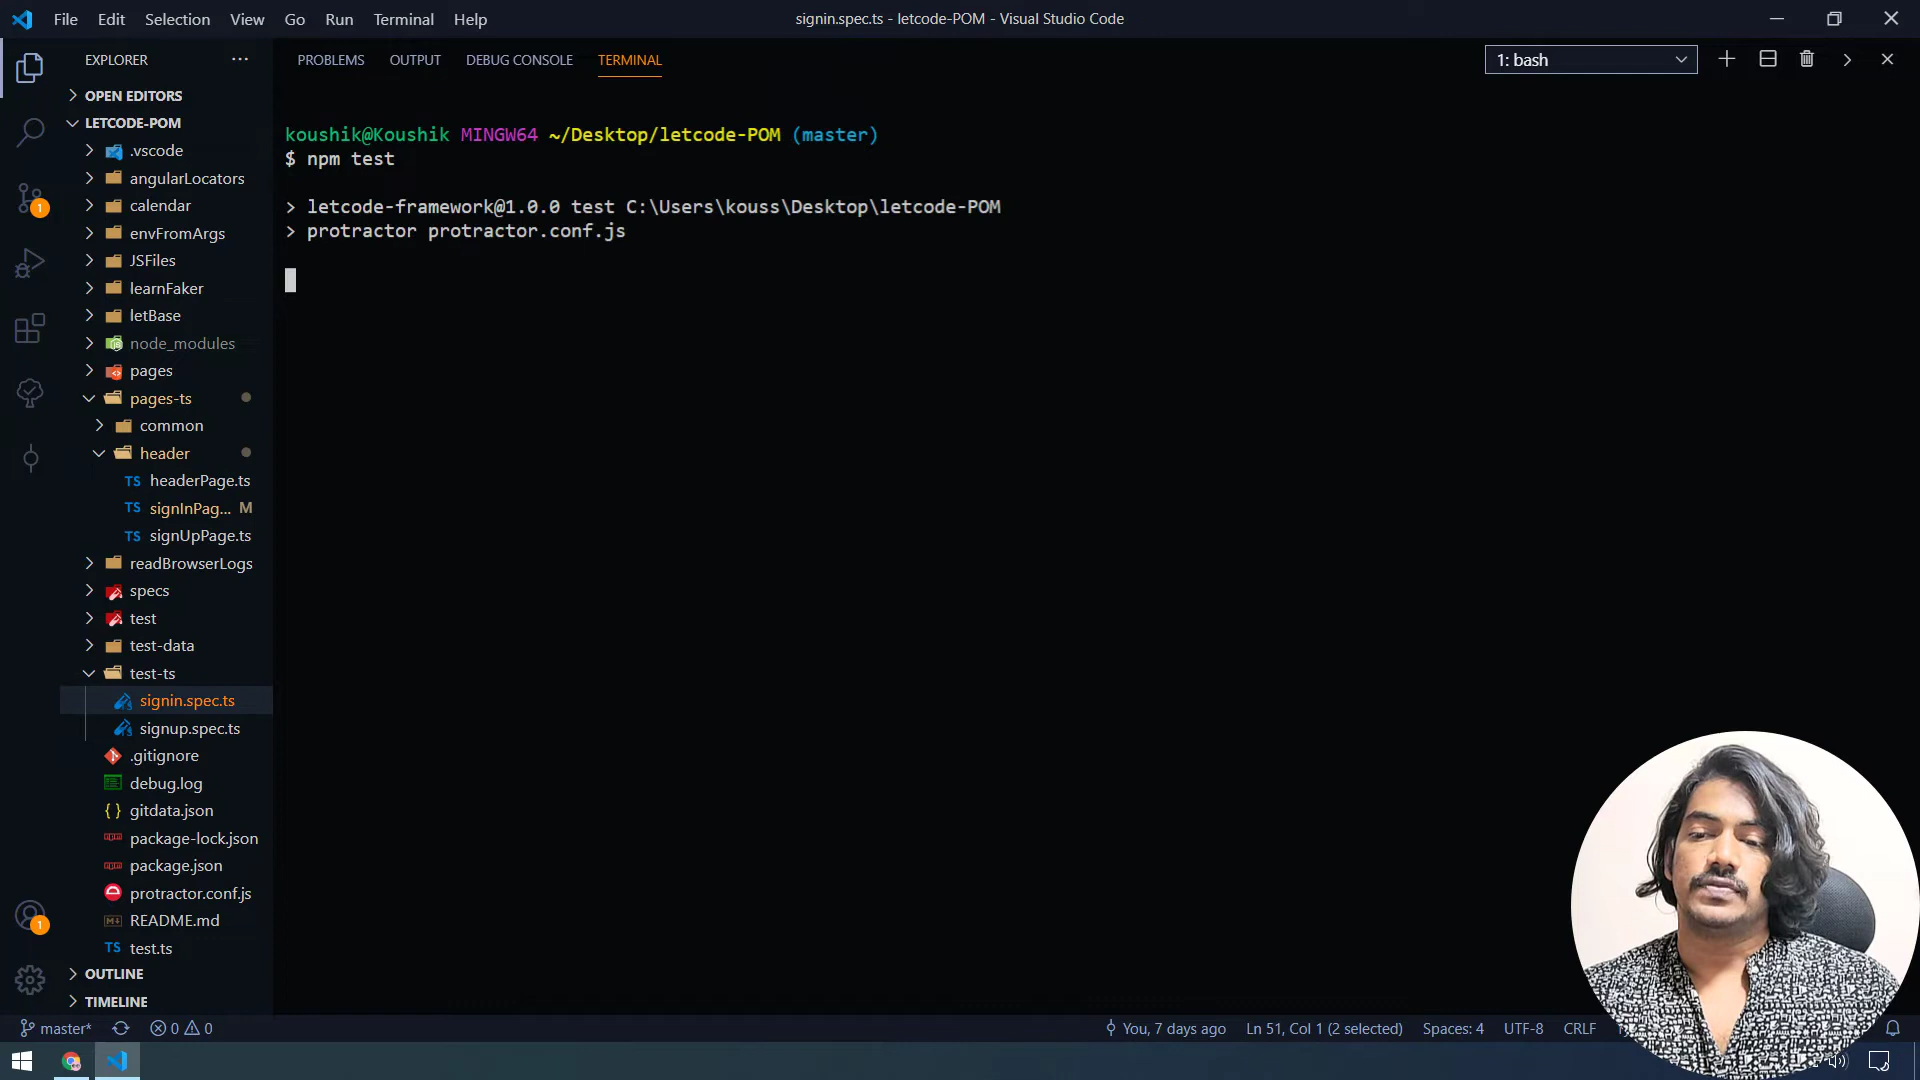 File Edit Selection View Go Run Terminal Help
signin.spec.ts - letcode-POM - Visual Studio Code
EXPLORER
OPEN EDITORS
LETCODE-POM
.vscode
angularLocators
calendar
envFromArgs
JSFiles
learnFaker
letBase
node_modules
pages
pages-ts
common
header
TS headerPage.ts
TS signInPag... M
TS signUpPage.ts
readBrowserLogs
specs
test
test-data
test-ts
signin.spec.ts
signup.spec.ts
.gitignore
debug.log
{ } gitdata.json
package-lock.json
package.json
protractor.conf.js
README.md
TS test.ts
OUTLINE
TIMELINE
1
1
PROBLEMS OUTPUT DEBUG CONSOLE TERMINAL
1: bash
koushik@Koushik MINGW64 ~/Desktop/letcode-POM (master)
$ npm test
> letcode-framework@1.0.0 test C:\Users\kouss\Desktop\letcode-POM
> protractor protractor.conf.js
master* 0 0
You, 7 days ago Ln 51, Col 1 (2 selected) Spaces: 4 UTF-8 CRLF